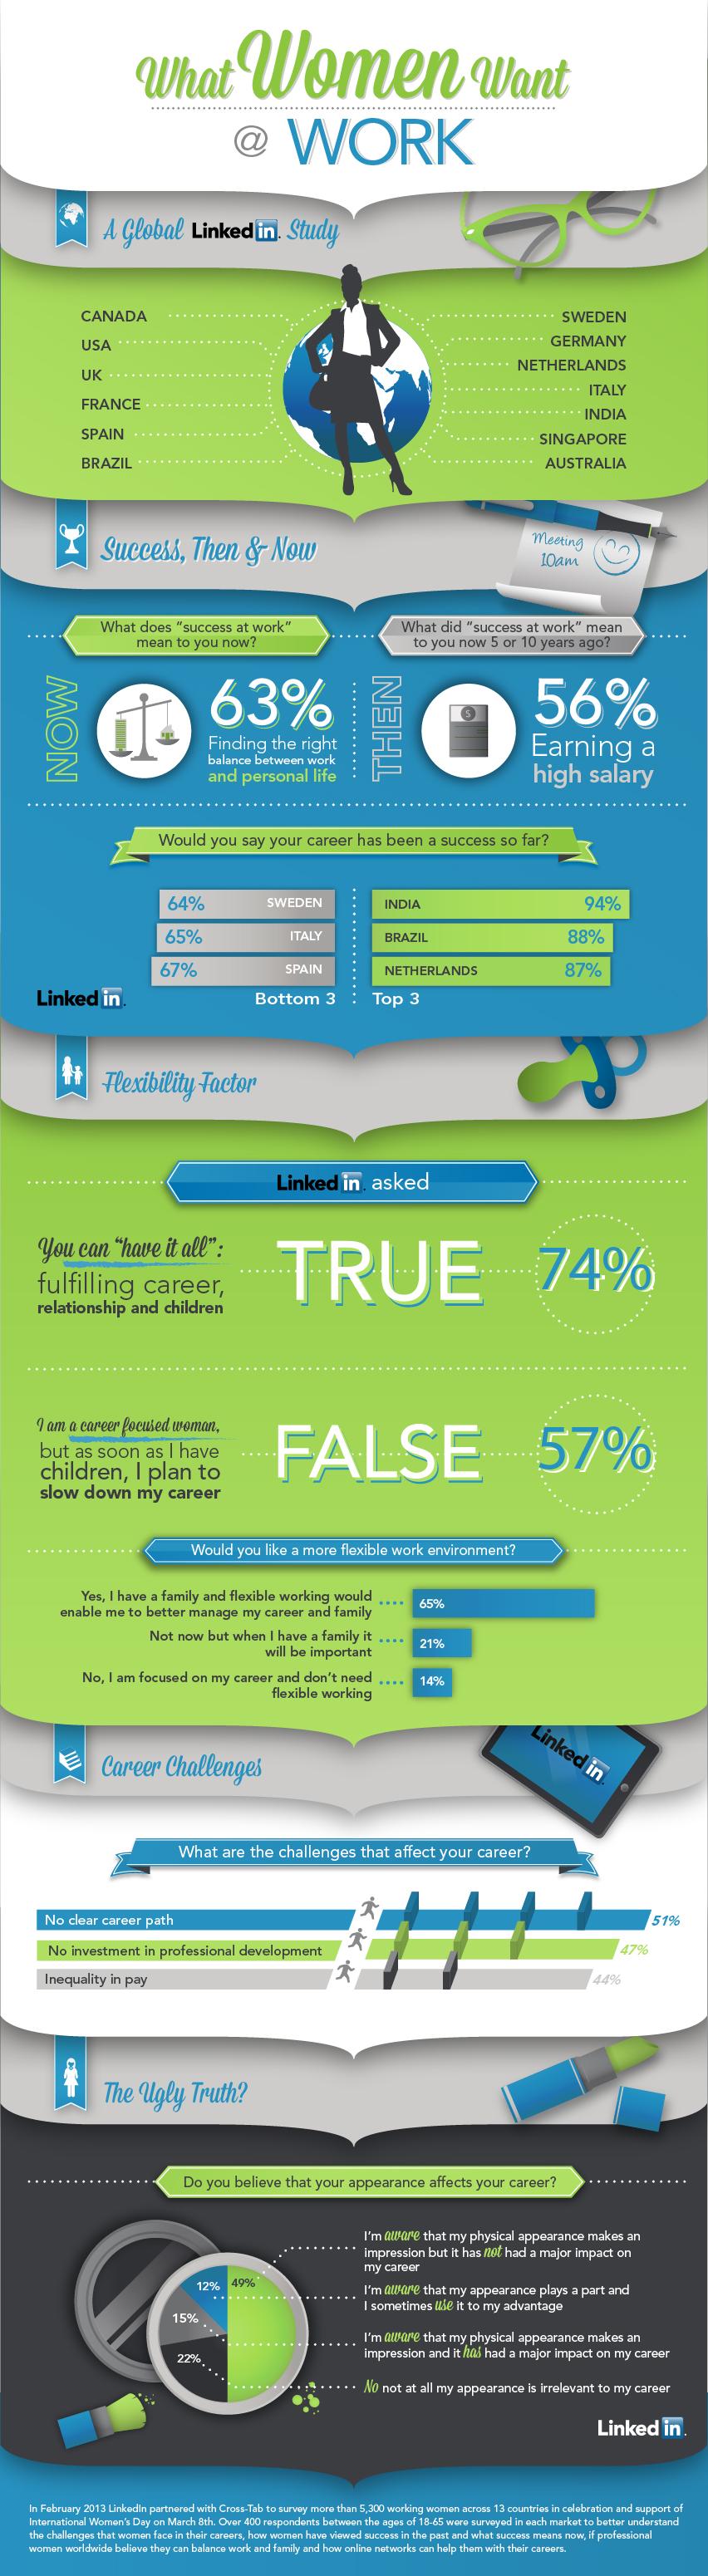 What Women Want
@ WORK
A Global Linked in. Study
CANADA
USA
UK
FRANCE
SPAIN
BRAZIL
SWEDEN
GERMANY
NETHERLANDS
ITALY
INDIA
SINGAPORE
AUSTRALIA
Success, Then & Now
Meeting
10am
What does “success at work”
mean to you now?
NOW
63%
Finding the right
balance between work
and personal life
What did “success at work” mean
to you now 5 or 10 years ago?
THEN
$
56%
Earning a
high salary
Would you say your career has been a success so far?
64% SWEDEN
65% ITALY
67% SPAIN
Bottom 3
INDIA 94%
BRAZIL 88%
NETHERLANDS 87%
Top 3
Linked in.
Flexibility Factor
Linked in. asked
You can “have it all”:
fulfilling career,
relationship and children
TRUE
74%
I am a career focused woman,
but as soon as I have
children, I plan to
slow down my career
FALSE
57%
Would you like a more flexible work environment?
Yes, I have a family and flexible working would
enable me to better manage my career and family
65%
Not now but when I have a family it
will be important
21%
No, I am focused on my career and don’t need
flexible working
14%
Career Challenges
Linked in
What are the challenges that affect your career?
No clear career path 51%
No investment in professional development 47%
Inequality in pay 44%
The Ugly Truth?
Do you believe that your appearance affects your career?
49%
12%
15%
22%
I’m aware that my physical appearance makes an
impression but it has not had a major impact on
my career
I’m aware that my appearance plays a part and
I sometimes use it to my advantage
I’m aware that my physical appearance makes an
impression and it has had a major impact on my career
No not at all my appearance is irrelevant to my career
Linked in.
In February 2013 LinkedIn partnered with Cross-Tab to survey more than 5,300 working women across 13 countries in celebration and support of
International Women’s Day on March 8th. Over 400 respondents between the ages of 18-65 were surveyed in each market to better understand
the challenges that women face in their careers, how women have viewed success in the past and what success means now, if professional
women worldwide believe they can balance work and family and how online networks can help them with their careers.